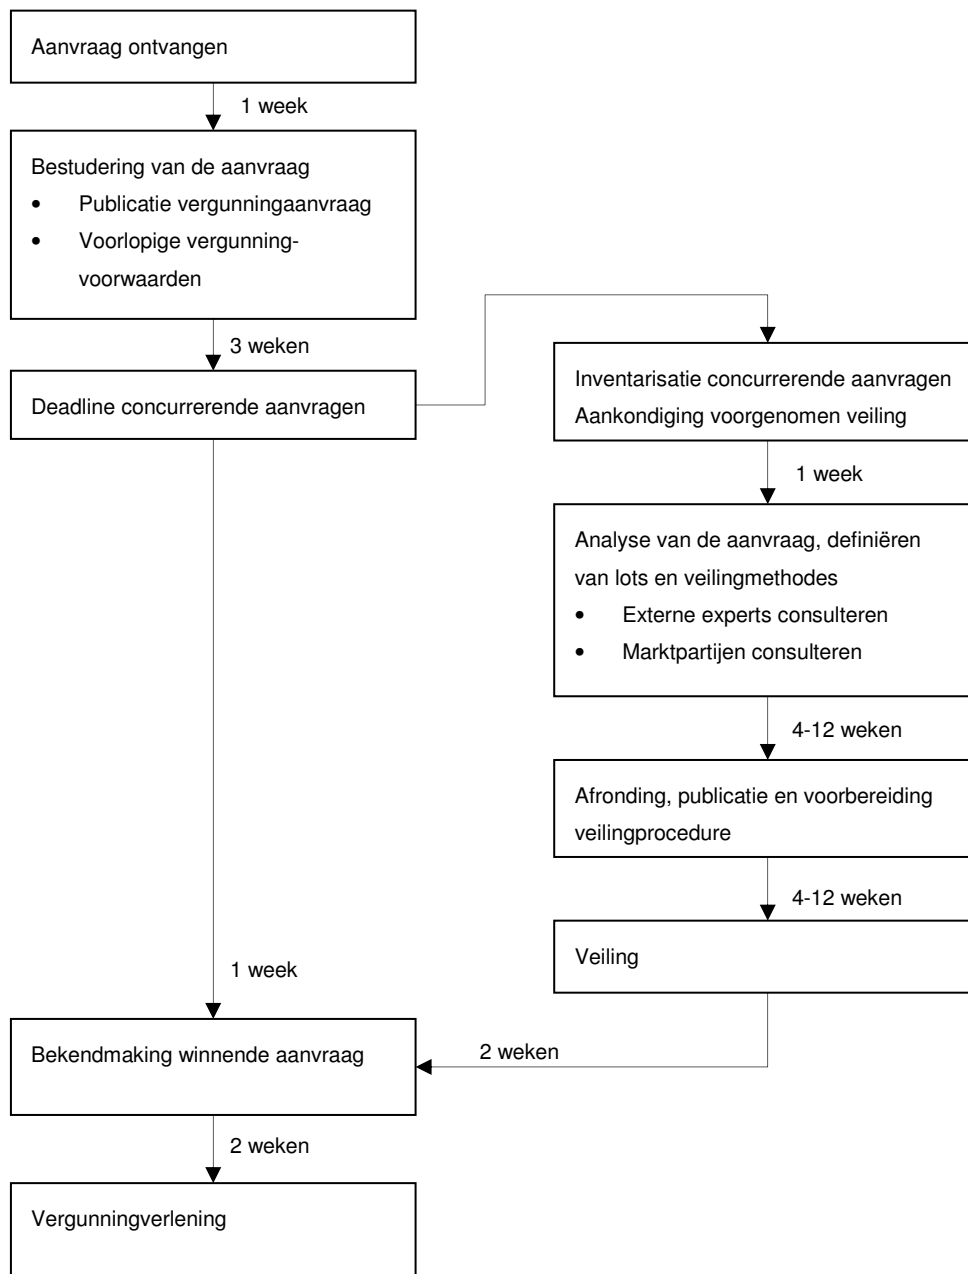 Aanvraag ontvangen
1 week
Bestudering van de aanvraag
• Publicatie vergunningaanvraag
• Voorlopige vergunning-
voorwaarden
3 weken
Deadline concurrerende aanvragen
Inventarisatie concurrerende aanvragen
Aankondiging voorgenomen veiling
1 week
Analyse van de aanvraag, definiëren
van lots en veilingmethodes
• Externe experts consulteren
• Marktpartijen consulteren
4-12 weken
Afronding, publicatie en voorbereiding
veilingprocedure
4-12 weken
Veiling
1 week
2 weken
Bekendmaking winnende aanvraag
2 weken
Vergunningverlening